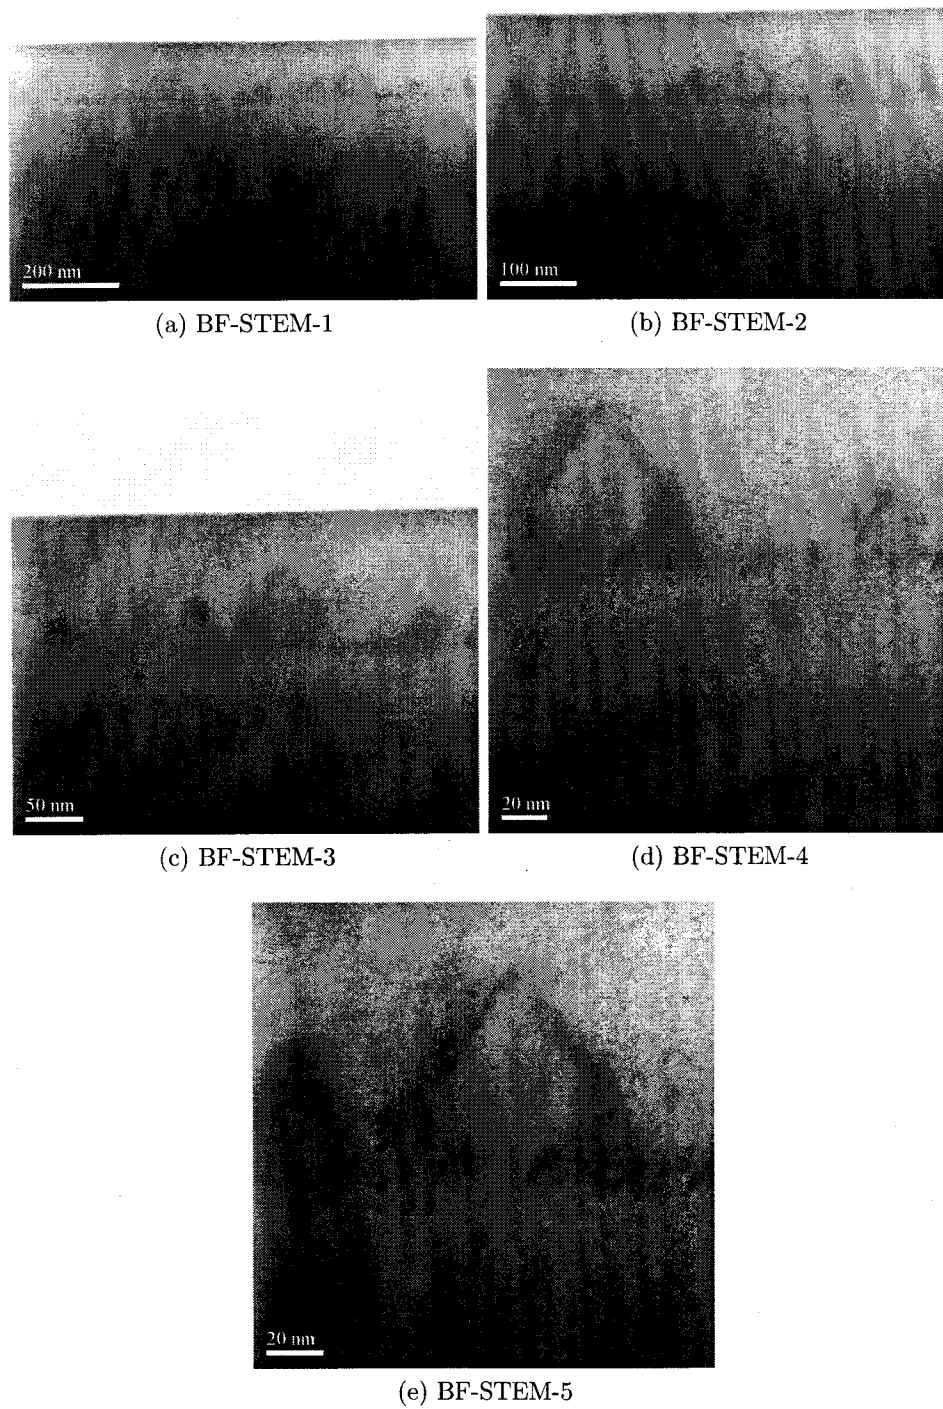 200 nm
100 nm
(a) BF-STEM-1
(b) BF-STEM-2
50 nm
20 nm
(c) BF-STEM-3
(d) BF-STEM-4
20 nm
(e) BF-STEM-5